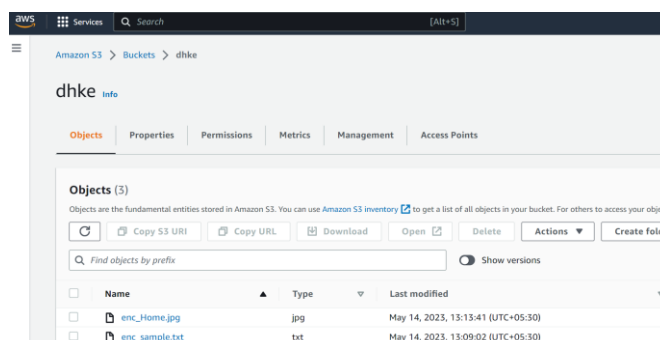 aws Services Search [Alt+S]
Amazon S3 > Buckets > dhke
dhke Info
Objects Properties Permissions Metrics Management Access Points
Objects (3)
Objects are the fundamental entities stored in Amazon S3. You can use Amazon S3 inventory to get a list of all objects in your bucket. For others to access your obje
Copy S3 URI Copy URL Download Open Delete Actions Create fol
Find objects by prefix Show versions
Name Type Last modified
enc_Home.jpg jpg May 14, 2023, 13:13:41 (UTC+05:30)
enc_sample.txt txt May 14, 2023, 13:09:02 (UTC+05:30)